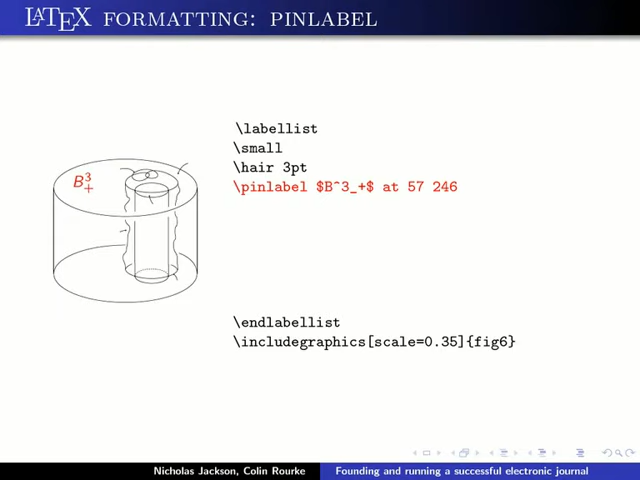 LATEX FORMATTING: PINLABEL
\labellist
\small
\hair 3pt
\pinlabel $B^3_+$ at 57 246
B³₊
\endlabellist
\includegraphics[scale=0.35]{fig6}
Nicholas Jackson, Colin Rourke
Founding and running a successful electronic journal